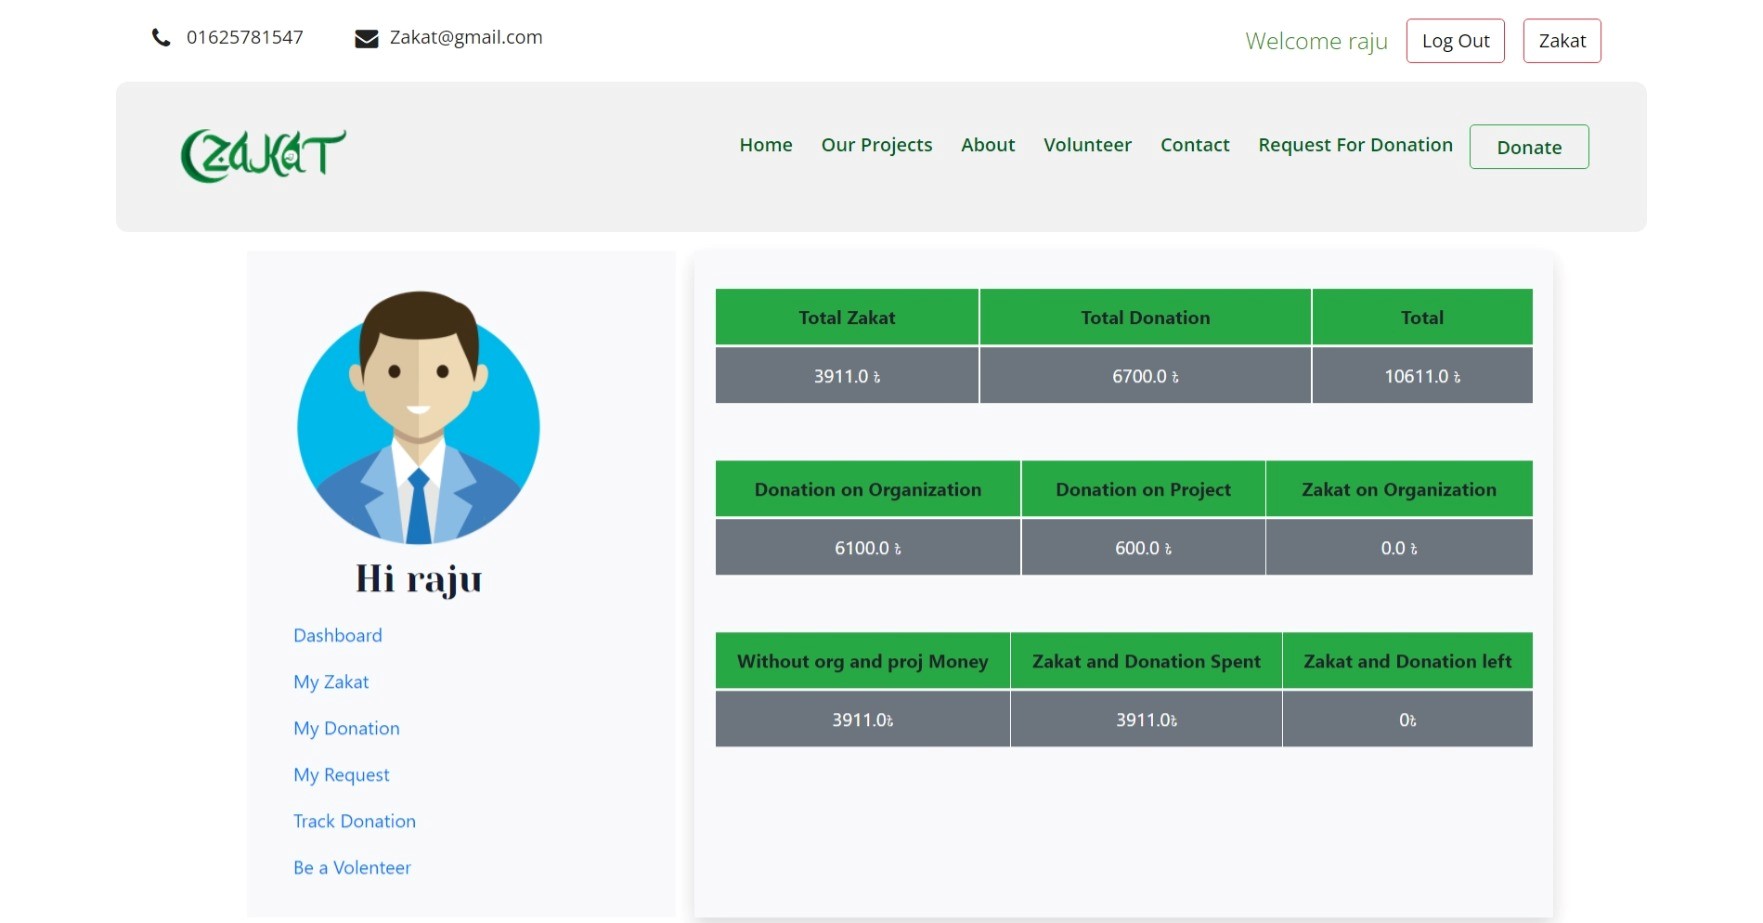 01625781547 Zakat@gmail.com Welcome raju Log Out Zakat
ZAKAT Home Our Projects About Volunteer Contact Request For Donation Donate
Hi raju
Dashboard
My Zakat
My Donation
My Request
Track Donation
Be a Volenteer
Total Zakat Total Donation Total
3911.0 ৳ 6700.0 ৳ 10611.0 ৳
Donation on Organization Donation on Project Zakat on Organization
6100.0 ৳ 600.0 ৳ 0.0 ৳
Without org and proj Money Zakat and Donation Spent Zakat and Donation left
3911.0৳ 3911.0৳ 0৳